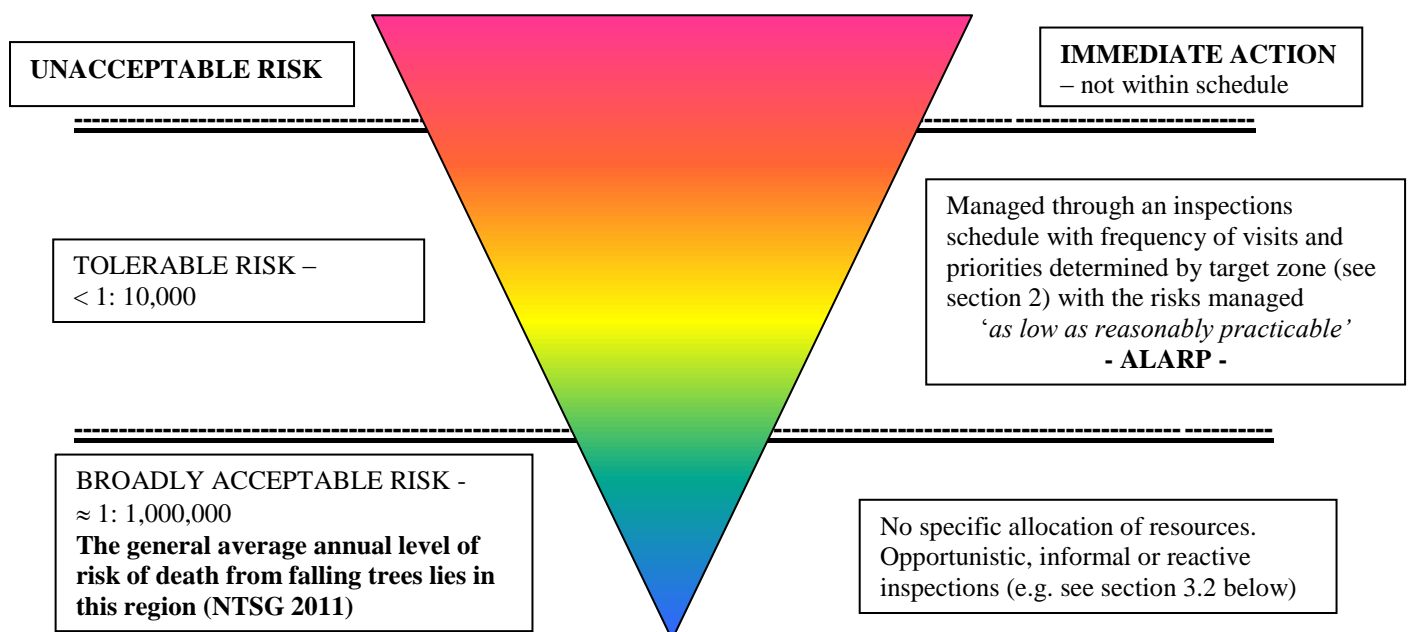 UNACCEPTABLE RISK
IMMEDIATE ACTION
– not within schedule
TOLERABLE RISK –
< 1: 10,000
Managed through an inspections
schedule with frequency of visits and
priorities determined by target zone (see
section 2) with the risks managed
‘as low as reasonably practicable’
- ALARP -
BROADLY ACCEPTABLE RISK -
≈ 1: 1,000,000
The general average annual level of
risk of death from falling trees lies in
this region (NTSG 2011)
No specific allocation of resources.
Opportunistic, informal or reactive
inspections (e.g. see section 3.2 below)